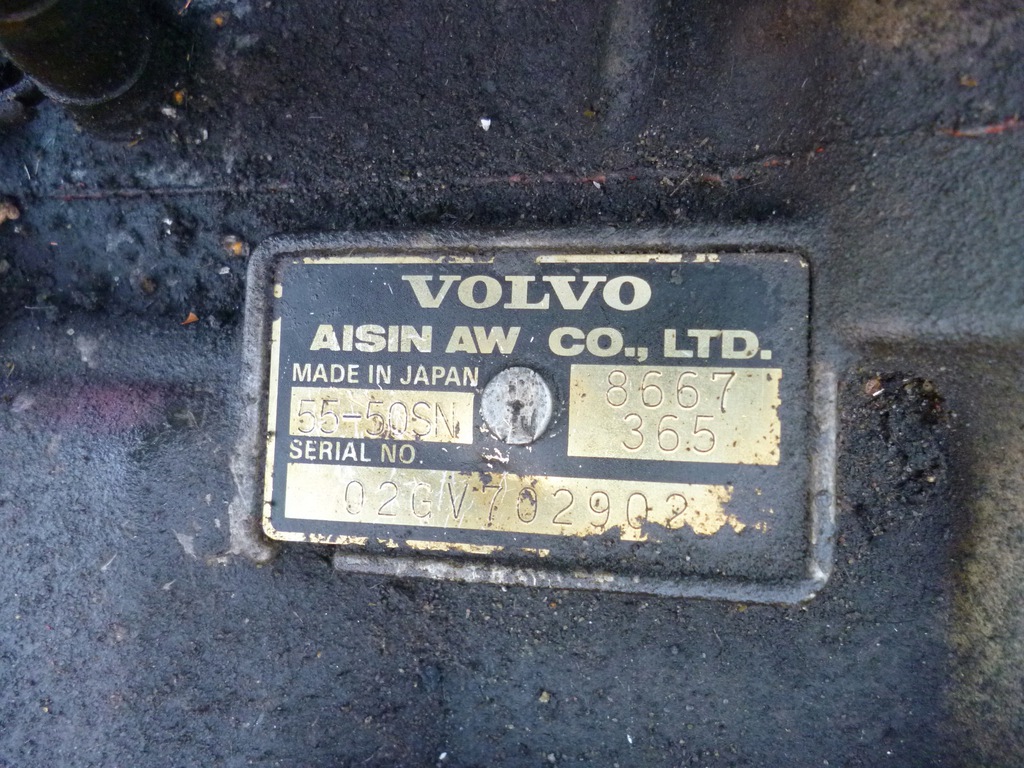 VOLVO
AISIN AW CO., LTD.
MADE IN JAPAN
55-50SN
8667
365
SERIAL NO.
02GV702902